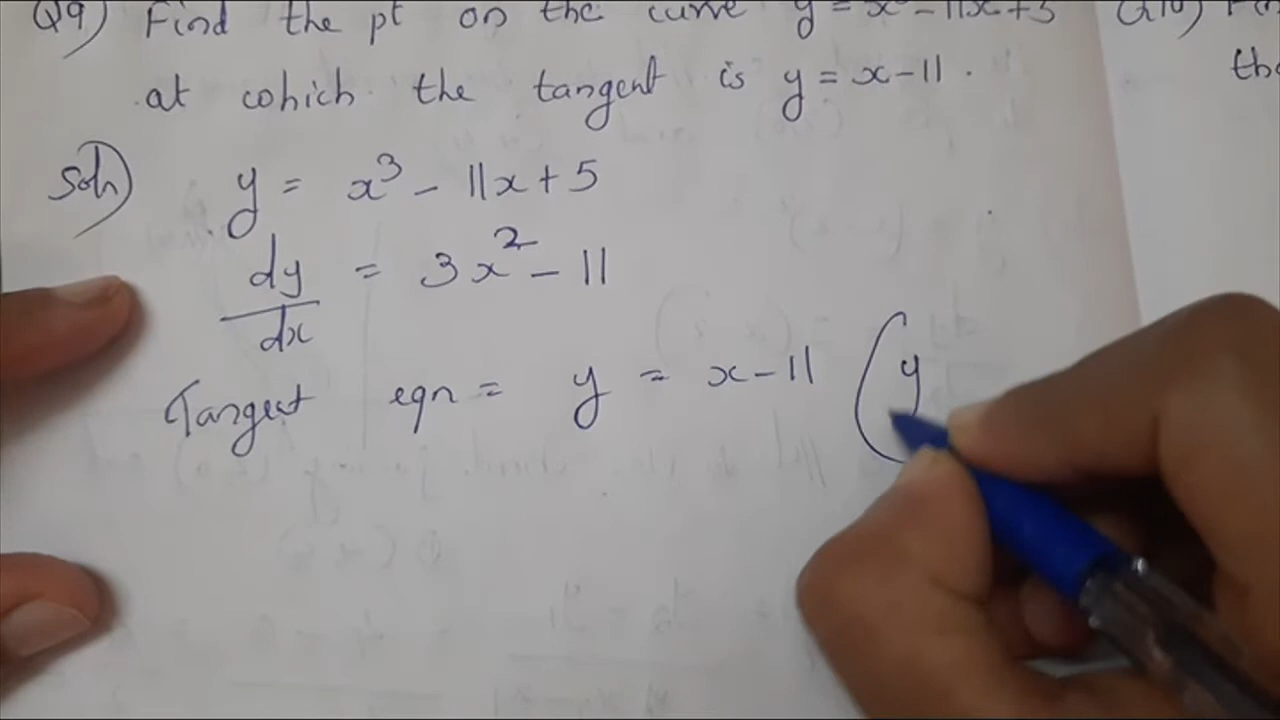 Q9) Find the pt on the curve y = x³ - 11x + 5
at which the tangent is y = x - 11 .
Soln) y = x³ - 11x + 5
dy/dx = 3x² - 11
Tangent eqn = y = x - 11 ( y
Q10)